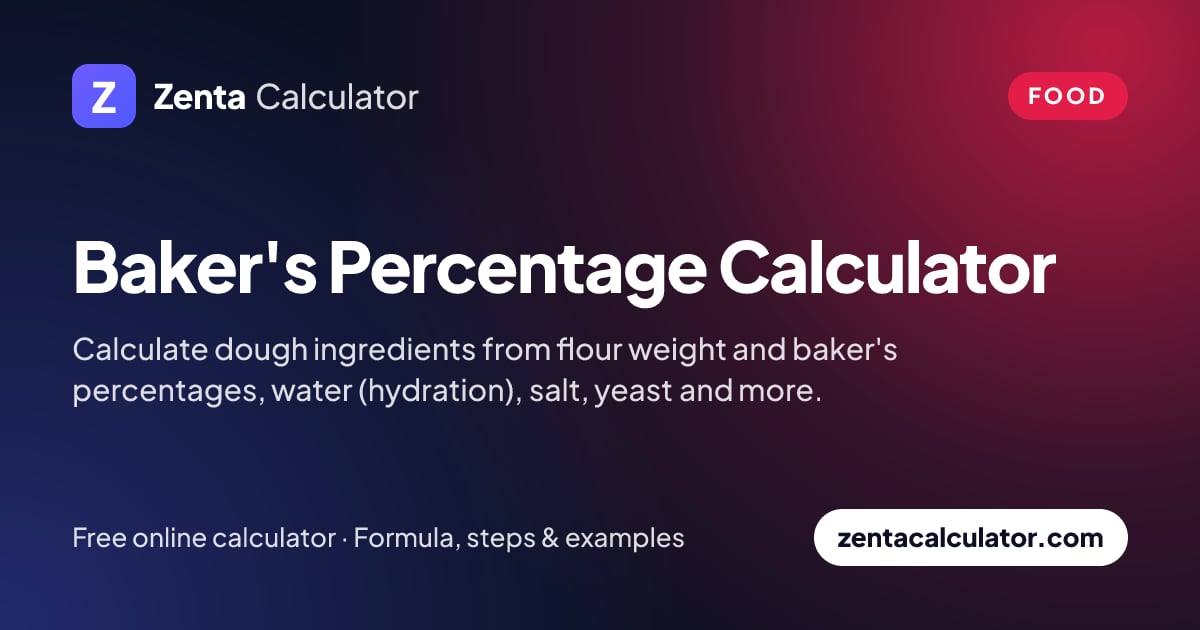 Z
Zenta Calculator
FOOD
Baker's Percentage Calculator
Calculate dough ingredients from flour weight and baker's
percentages, water (hydration), salt, yeast and more.
Free online calculator · Formula, steps & examples
zentacalculator.com